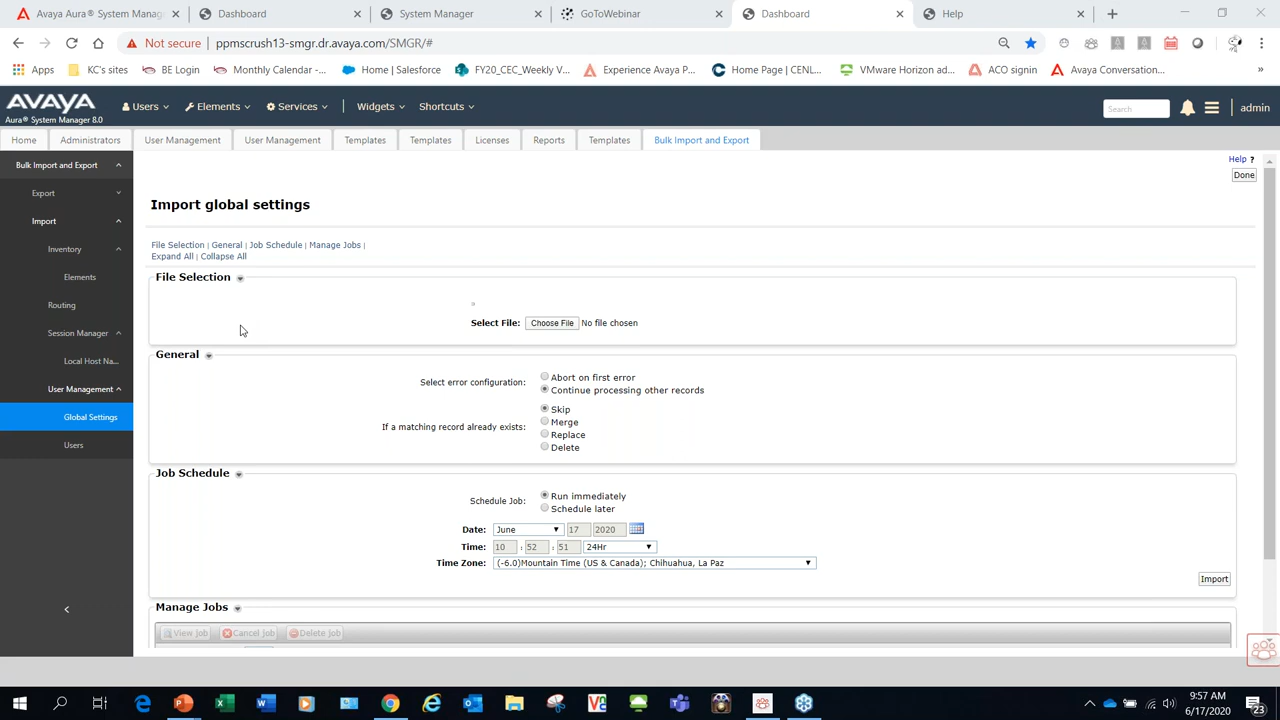 Avaya Aura® System Manag
Dashboard
System Manager
GoToWebinar
Dashboard
Help
Not secure
ppmscrush13-smgr.dr.avaya.com/SMGR/#
Apps
KC's sites
BE Login
Monthly Calendar -...
Home | Salesforce
FY20_CEC_Weekly V...
Experience Avaya P...
Home Page | CENL...
VMware Horizon ad...
ACO signin
Avaya Conversation...
»
AVAYA
Aura® System Manager 8.0
Users
Elements
Services
Widgets
Shortcuts
Search
admin
Home
Administrators
User Management
User Management
Templates
Templates
Licenses
Reports
Templates
Bulk Import and Export
Bulk Import and Export
Export
Import
Inventory
Elements
Routing
Session Manager
Local Host Na...
User Management
Global Settings
Users
Help ?
Done
Import global settings
File Selection | General | Job Schedule | Manage Jobs |
Expand All | Collapse All
File Selection
»
Select File: Choose File No file chosen
General
Select error configuration:
Abort on first error
Continue processing other records
If a matching record already exists:
Skip
Merge
Replace
Delete
Job Schedule
Schedule Job:
Run immediately
Schedule later
Date: June 17 2020
Time: 10 : 52 : 51 24Hr
Time Zone: (-6.0)Mountain Time (US & Canada); Chihuahua, La Paz
Import
Manage Jobs
View Job
Cancel Job
Delete Job
9:57 AM
6/17/2020
23